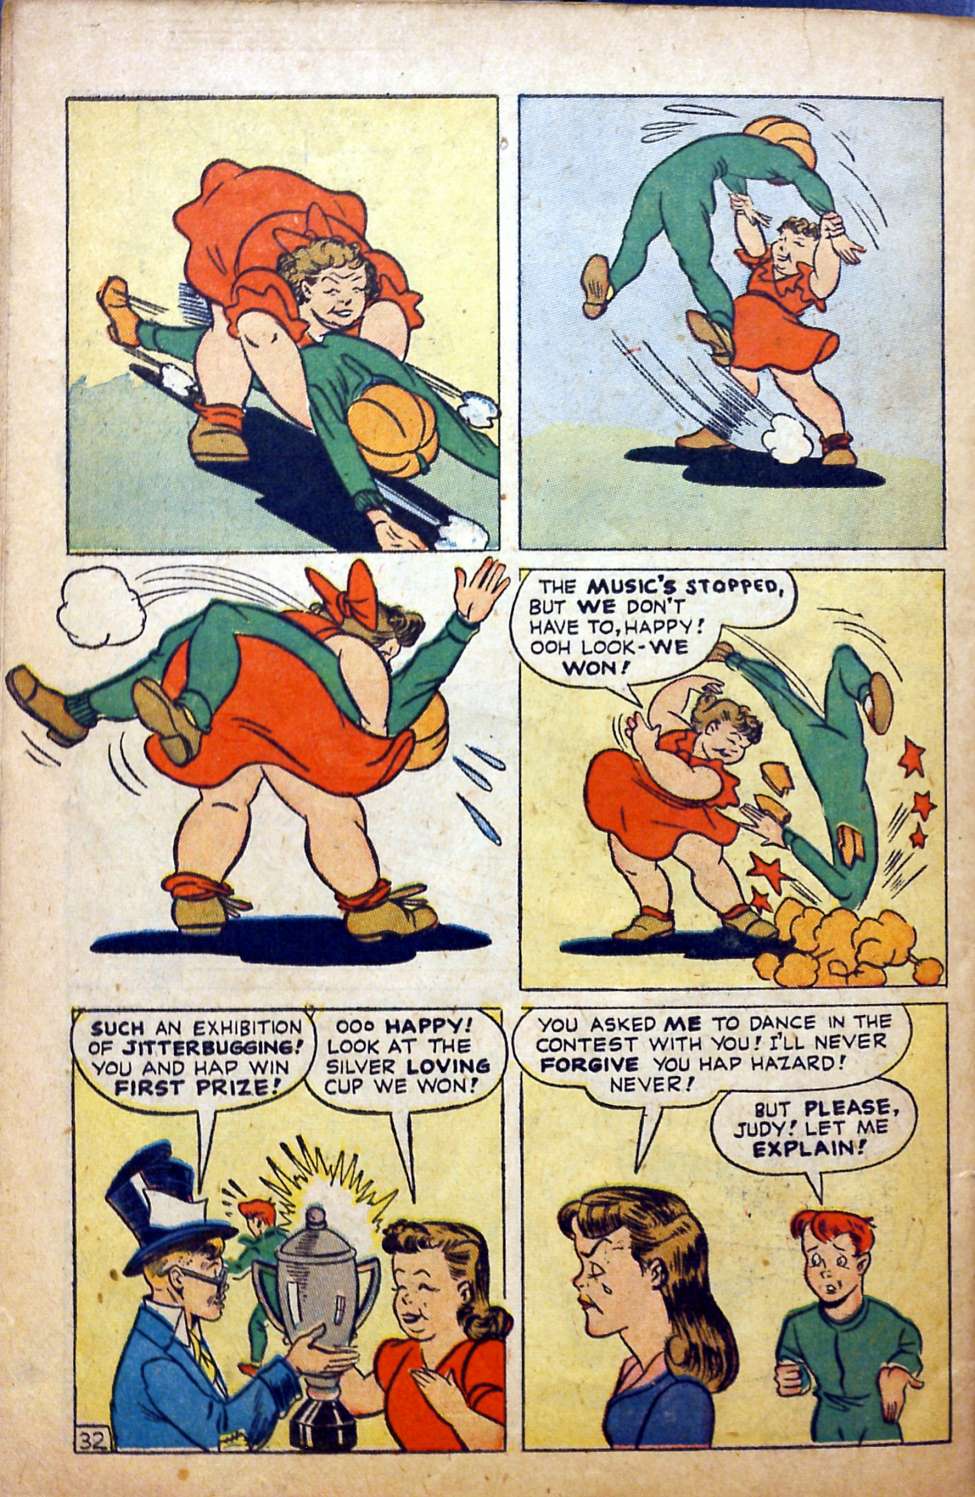 THE MUSIC'S STOPPED,
BUT WE DON'T
HAVE TO, HAPPY!
OOH LOOK-WE
WON!
SUCH AN EXHIBITION
OF JITTERBUGGING!
YOU AND HAP WIN
FIRST PRIZE!
OOO HAPPY!
LOOK AT THE
SILVER LOVING
CUP WE WON!
YOU ASKED ME TO DANCE IN THE
CONTEST WITH YOU! I'LL NEVER
FORGIVE YOU HAP HAZARD!
NEVER!
BUT PLEASE,
JUDY! LET ME
EXPLAIN!
32